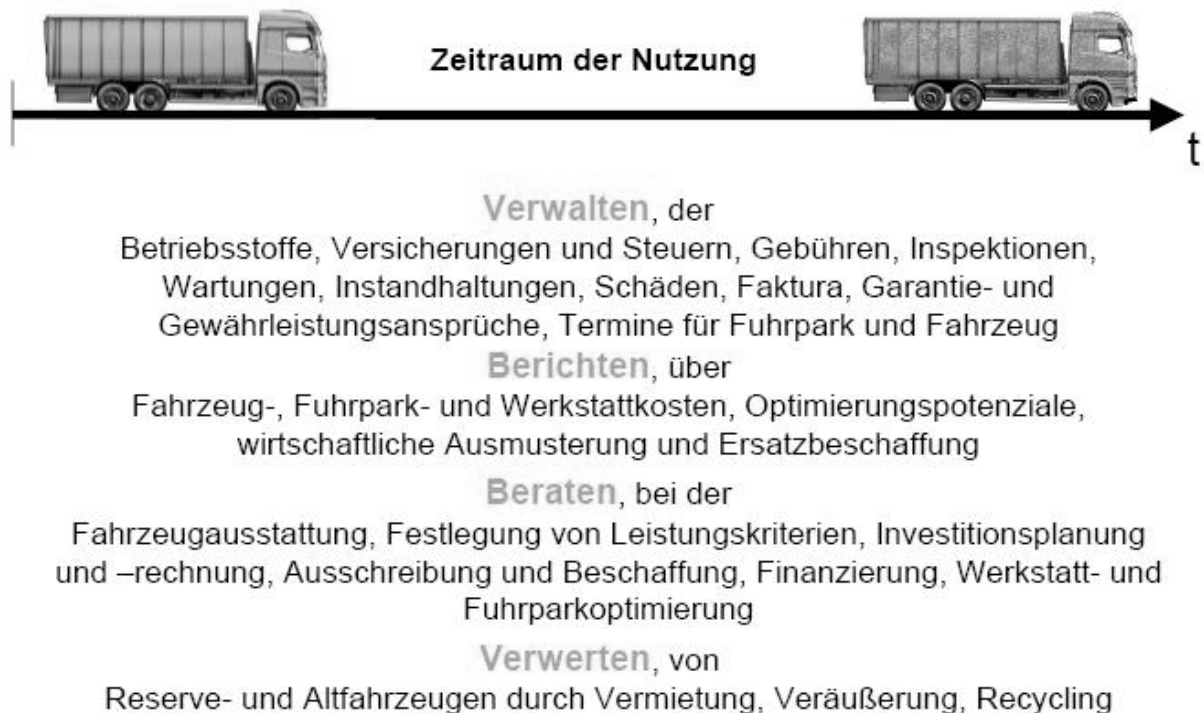 Zeitraum der Nutzung
t
Verwalten, der
Betriebsstoffe, Versicherungen und Steuern, Gebühren, Inspektionen,
Wartungen, Instandhaltungen, Schäden, Faktura, Garantie- und
Gewährleistungsansprüche, Termine für Fuhrpark und Fahrzeug
Berichten, über
Fahrzeug-, Fuhrpark- und Werkstattkosten, Optimierungspotenziale,
wirtschaftliche Ausmusterung und Ersatzbeschaffung
Beraten, bei der
Fahrzeugausstattung, Festlegung von Leistungskriterien, Investitionsplanung
und –rechnung, Ausschreibung und Beschaffung, Finanzierung, Werkstatt- und
Fuhrparkoptimierung
Verwerten, von
Reserve- und Altfahrzeugen durch Vermietung, Veräußerung, Recycling